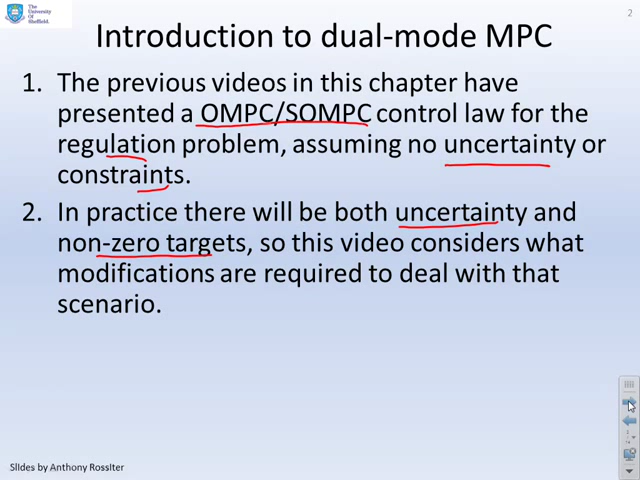 The
University
Of
Sheffield.
2
Introduction to dual-mode MPC
1. The previous videos in this chapter have
presented a OMPC/SOMPC control law for the
regulation problem, assuming no uncertainty or
constraints.
2. In practice there will be both uncertainty and
non-zero targets, so this video considers what
modifications are required to deal with that
scenario.
Slides by Anthony Rossiter